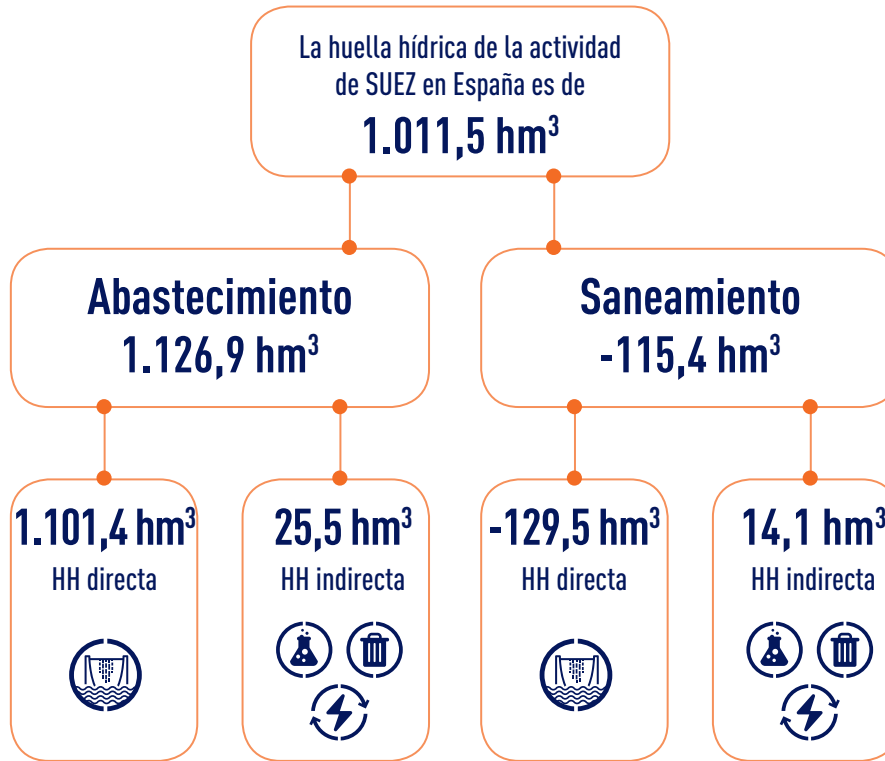 La huella hídrica de la actividad
de SUEZ en España es de
1.011,5 hm³
Abastecimiento
1.126,9 hm³
Saneamiento
-115,4 hm³
1.101,4 hm³
HH directa
25,5 hm³
HH indirecta
-129,5 hm³
HH directa
14,1 hm³
HH indirecta